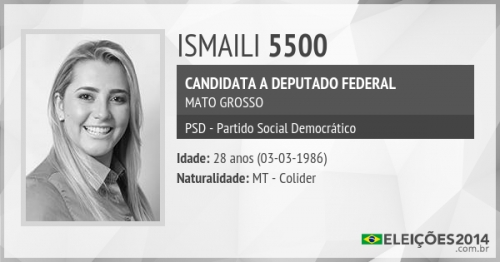 ISMAILI 5500
CANDIDATA A DEPUTADO FEDERAL
MATO GROSSO
PSD - Partido Social Democrático
Idade: 28 anos (03-03-1986)
Naturalidade: MT - Colider
ELEIÇÕES2014
.com.br